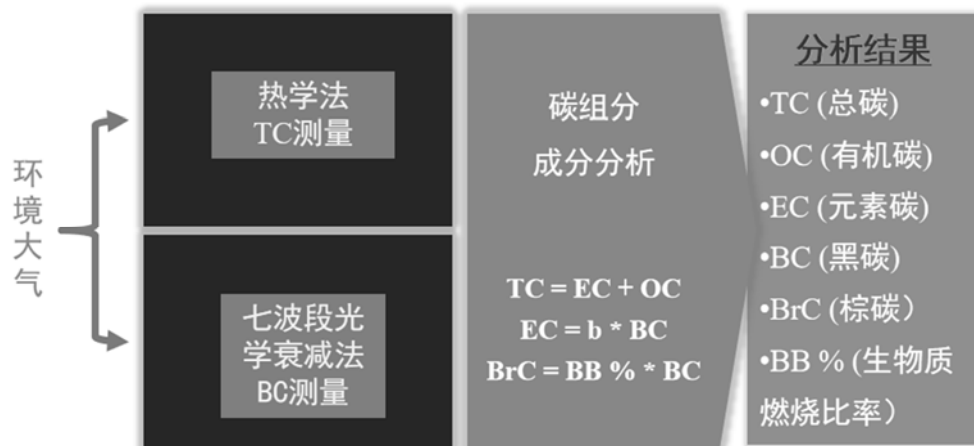 环
境
大
气
热学法
TC测量
七波段光
学衰减法
BC测量
碳组分
成分分析
TC = EC + OC
EC = b * BC
BrC = BB % * BC
分析结果
•TC (总碳)
•OC (有机碳)
•EC (元素碳)
•BC (黑碳)
•BrC (棕碳）
•BB % (生物质
燃烧比率）